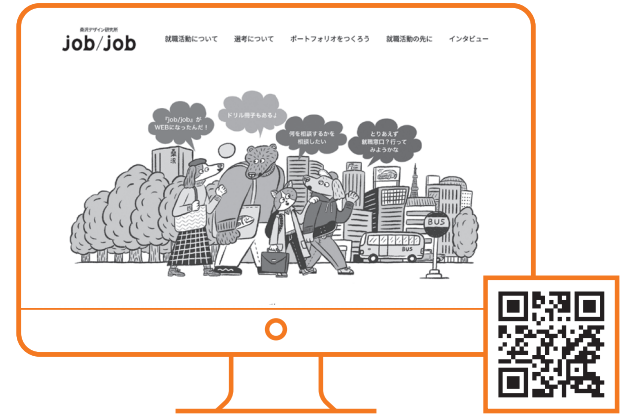 桑沢デザイン研究所
job/job
就職活動について
選考について
ポートフォリオをつくろう
就職活動の先に
インタビュー
「job/job」が
WEBになったんだ！
ドリル冊子もあるよ♪
何を相談するかを
相談したい
とりあえず
就職窓口？行って
みようかな
BUS
BUS